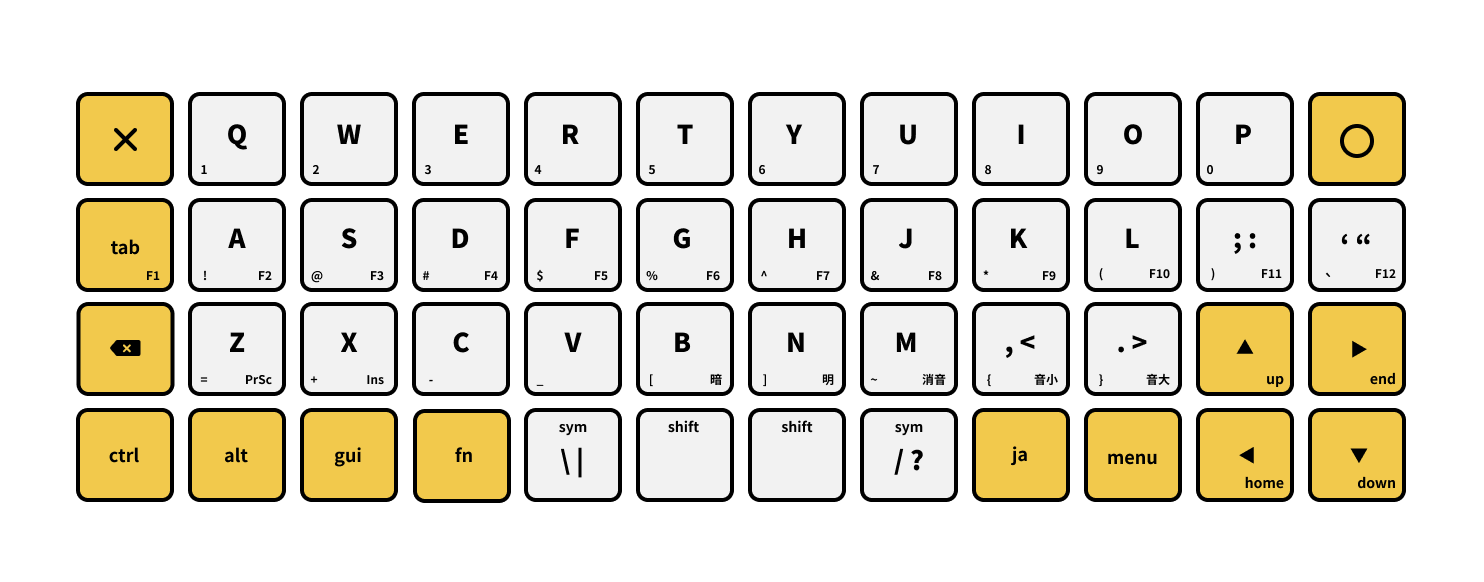 Q W E R T Y U I O P
1 2 3 4 5 6 7 8 9 0
tab A S D F G H J K L ; : ‘ “
F1 ! F2 @ F3 # F4 $ F5 % F6 ^ F7 & F8 * F9 ( F10 ) F11 、 F12
Z X C V B N M , < . >
= PrSc + Ins - _ [ 暗 ] 明 ~ 消音 { 音小 } 音大 up end
sym shift shift sym
ctrl alt gui fn \ | / ? ja menu
home down